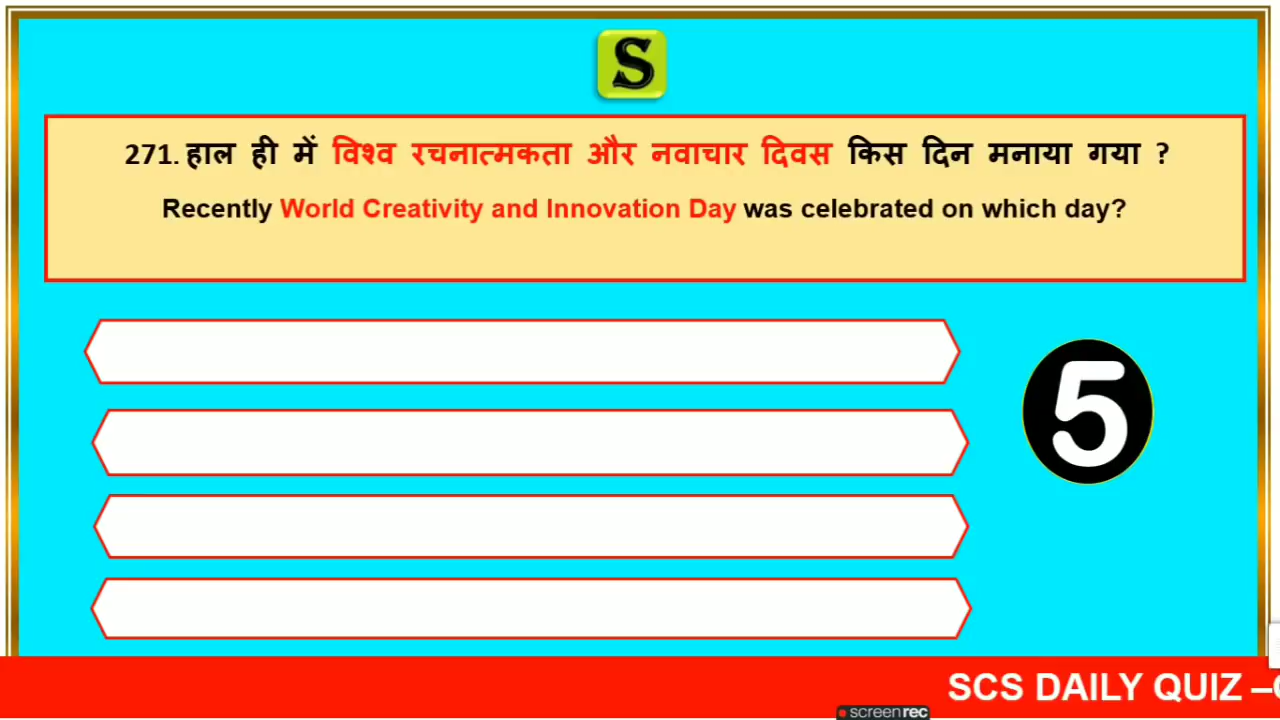 S
271. हाल ही में विश्व रचनात्मकता और नवाचार दिवस किस दिन मनाया गया ?
Recently World Creativity and Innovation Day was celebrated on which day?
5
SCS DAILY QUIZ –
screenrec